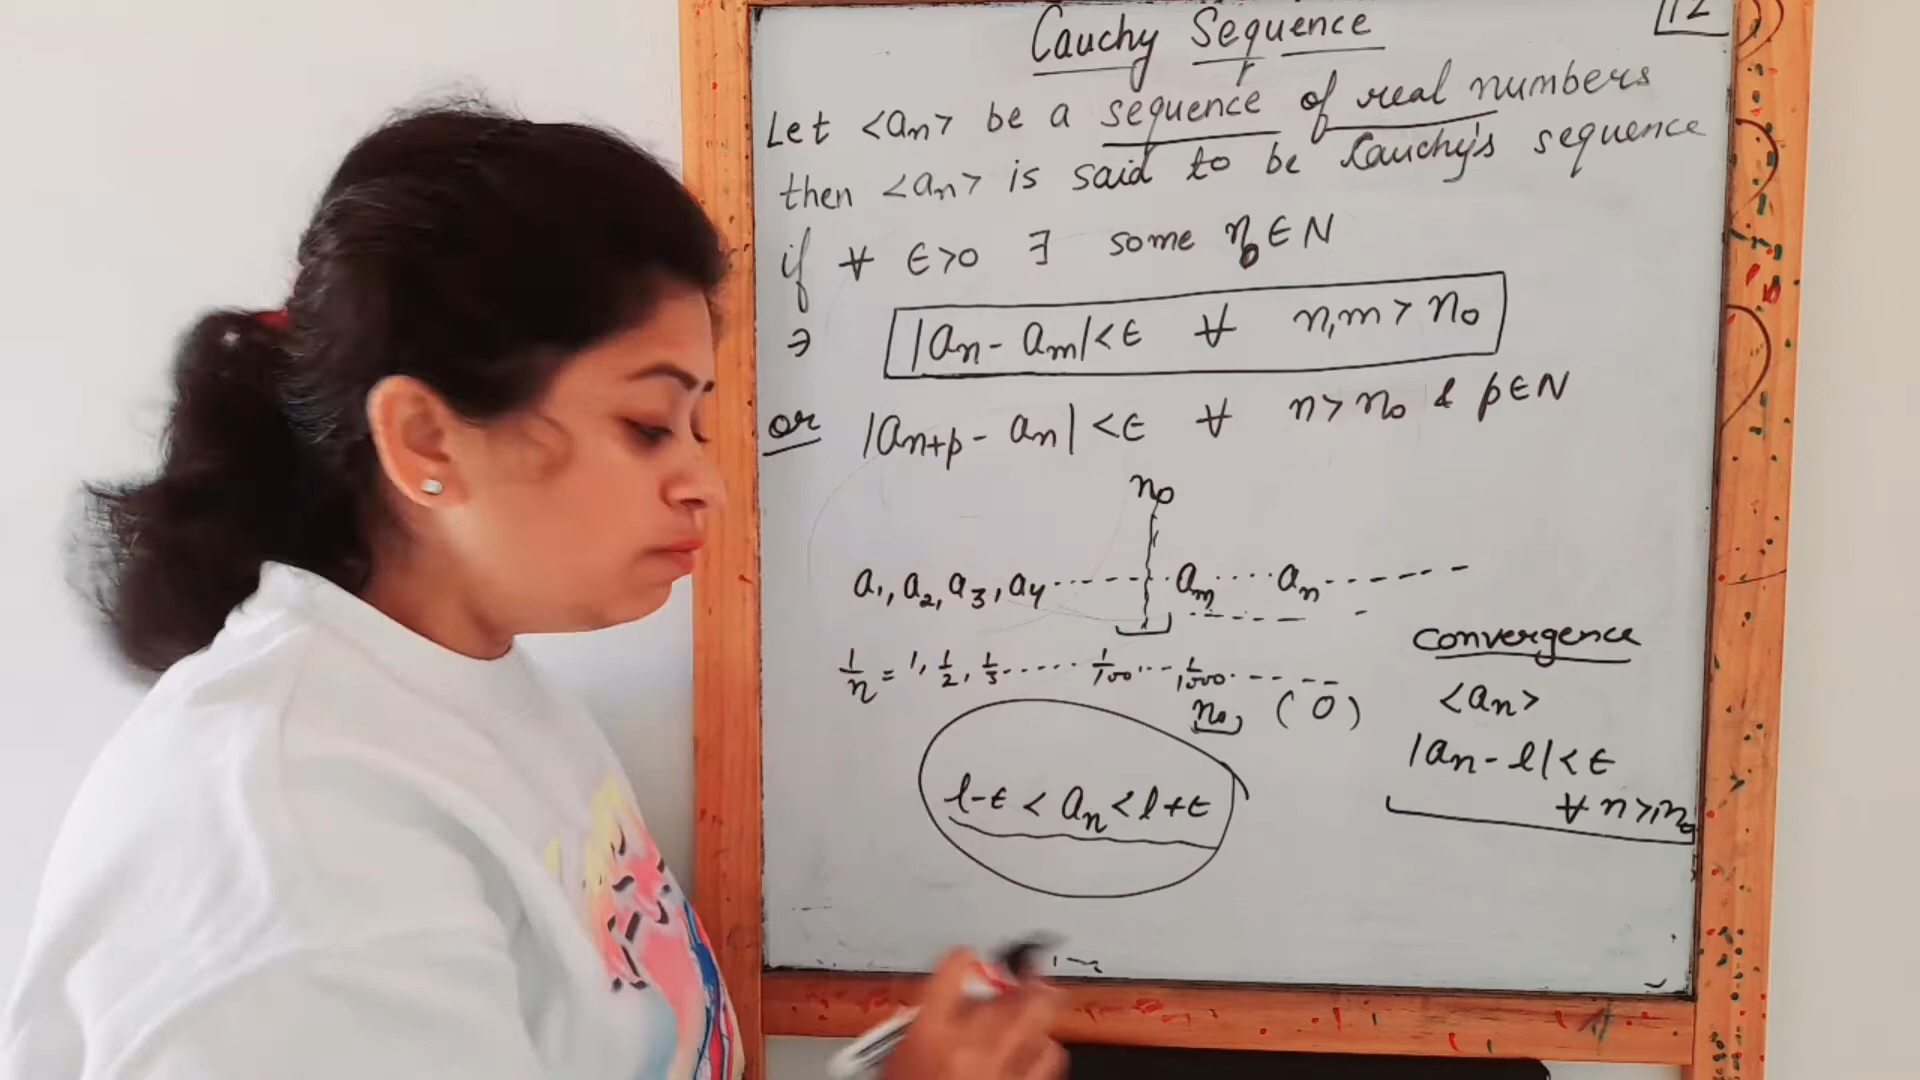 12
Cauchy Sequence
Let <an> be a sequence of real numbers
then <an> is said to be Cauchy's sequence
if ∀ ∈>0 ∃ some n₀∈N
∋ |an - am|<∈ ∀ n,m > n₀
or |an+p - an| <∈ ∀ n> n₀ & p∈N
n₀
a₁, a₂, a₃, a₄ ------- am .... an -------
1/n = 1, 1/2, 1/3 ...... 1/100 ... 1/1000 . ----
n₀, (0)
l-∈ < an < l+∈
Convergence
<an>
|an - l|<∈
∀ n>,n₀